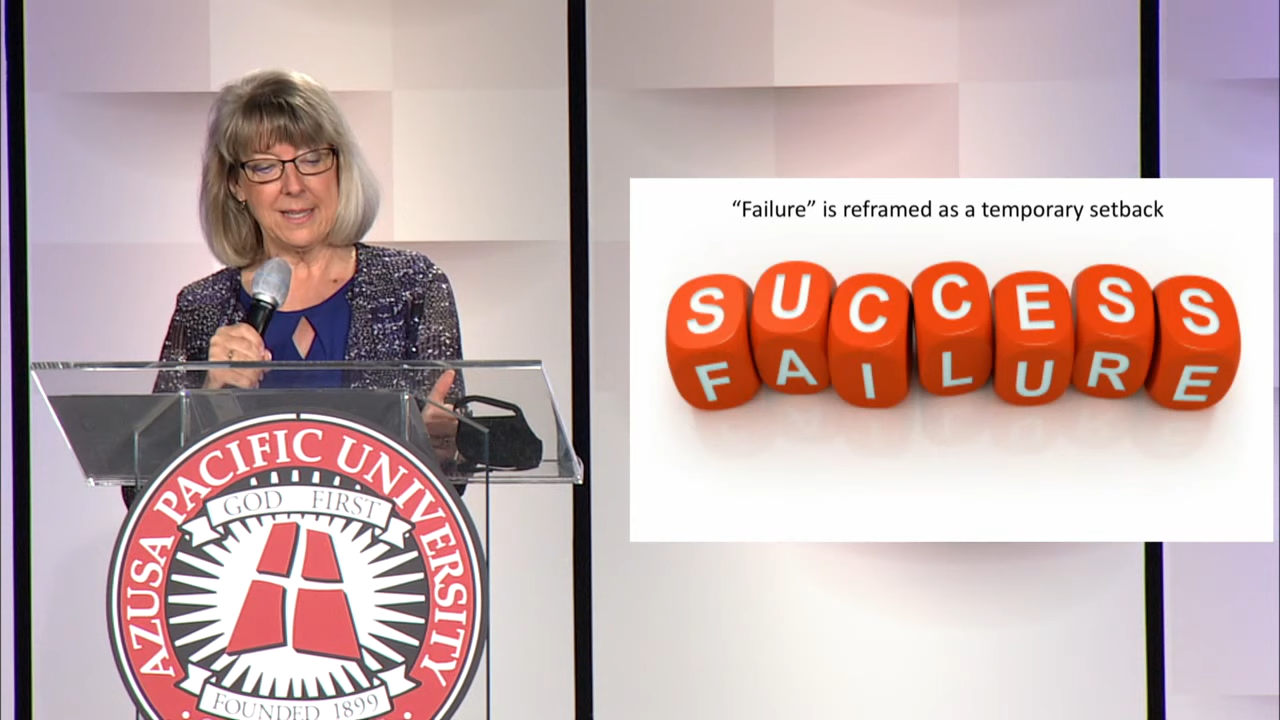 “Failure” is reframed as a temporary setback
SUCCESS
FAILURE
AZUSA PACIFIC UNIVERSITY
GOD FIRST
FOUNDED 1899